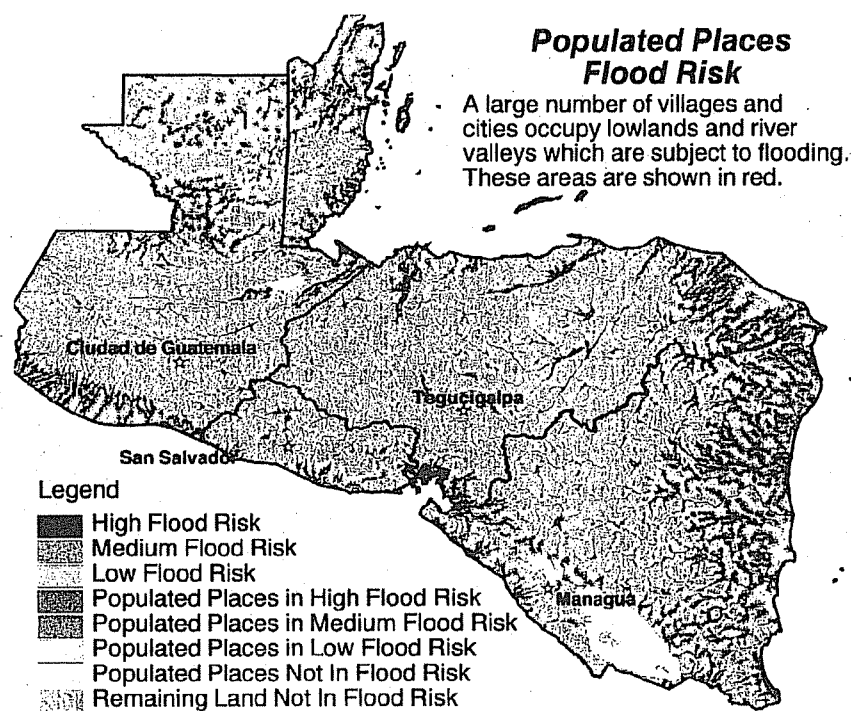 Populated Places
Flood Risk
A large number of villages and
cities occupy lowlands and river
valleys which are subject to flooding.
These areas are shown in red.
Ciudad de Guatemala
Tegucigalpa
San Salvador
Managua
Legend
High Flood Risk
Medium Flood Risk
Low Flood Risk
Populated Places in High Flood Risk
Populated Places in Medium Flood Risk
Populated Places in Low Flood Risk
Populated Places Not In Flood Risk
Remaining Land Not In Flood Risk